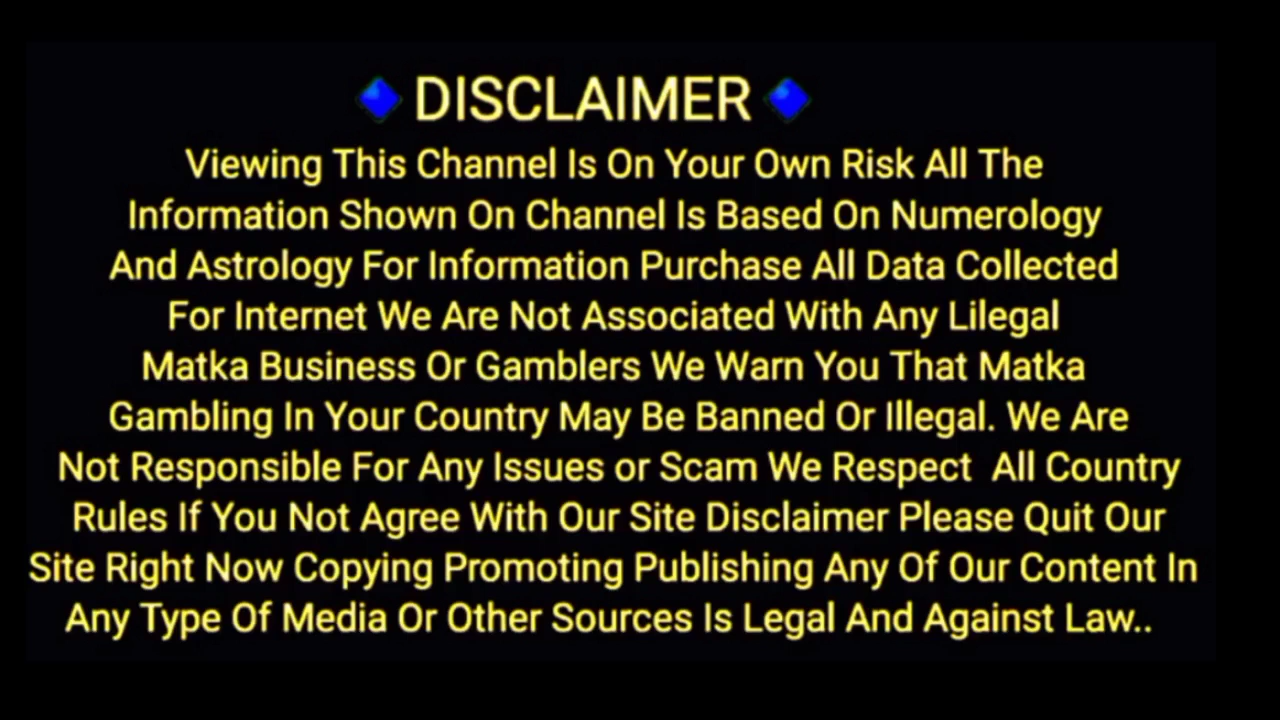 🔹DISCLAIMER🔹
Viewing This Channel Is On Your Own Risk All The
Information Shown On Channel Is Based On Numerology
And Astrology For Information Purchase All Data Collected
For Internet We Are Not Associated With Any Lilegal
Matka Business Or Gamblers We Warn You That Matka
Gambling In Your Country May Be Banned Or Illegal. We Are
Not Responsible For Any Issues or Scam We Respect  All Country
Rules If You Not Agree With Our Site Disclaimer Please Quit Our
Site Right Now Copying Promoting Publishing Any Of Our Content In
Any Type Of Media Or Other Sources Is Legal And Against Law..